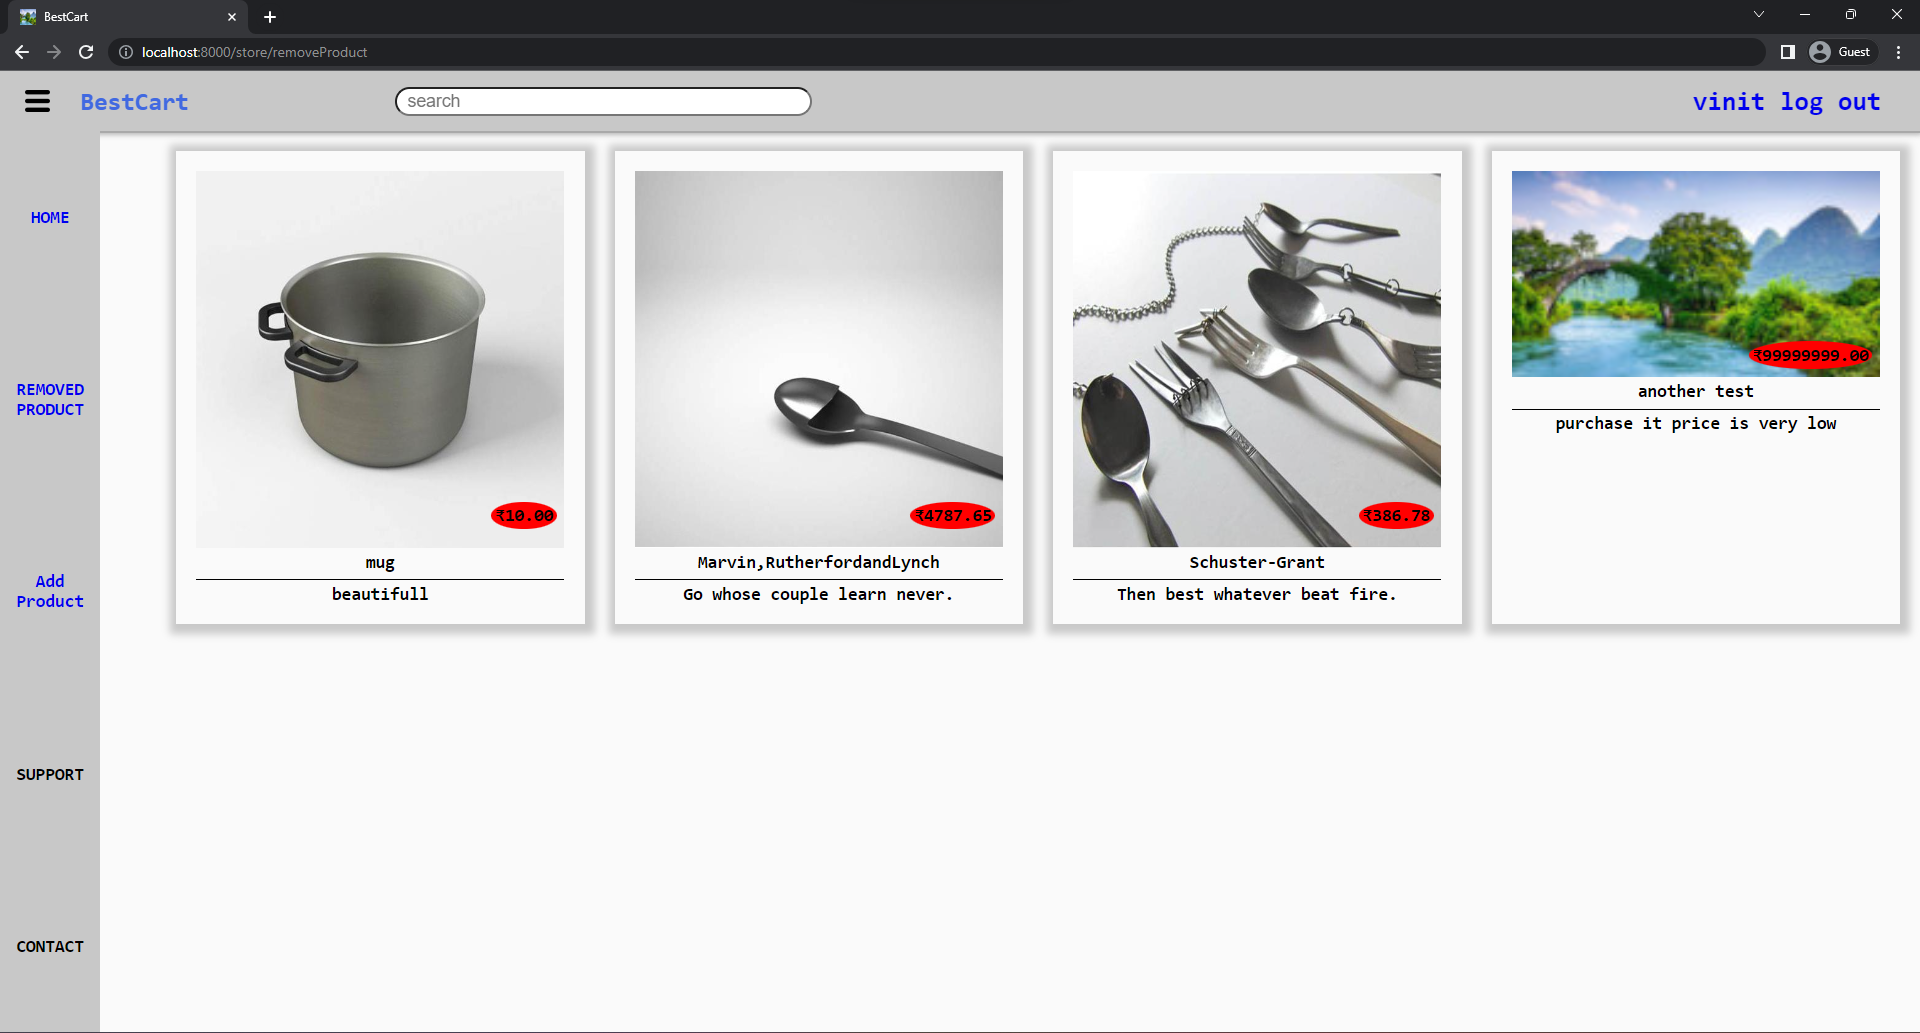 BestCart
localhost:8000/store/removeProduct
Guest
BestCart
search
vinit log out
HOME
REMOVED
PRODUCT
Add
Product
SUPPORT
CONTACT
₹10.00
mug
beautifull
₹4787.65
Marvin,RutherfordandLynch
Go whose couple learn never.
₹386.78
Schuster-Grant
Then best whatever beat fire.
₹99999999.00
another test
purchase it price is very low